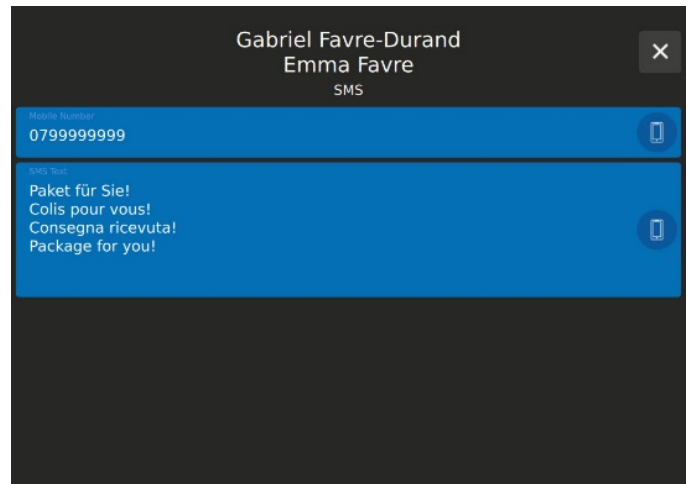 Gabriel Favre-Durand
Emma Favre
SMS
Mobile Number
0799999999
SMS Text
Paket für Sie!
Colis pour vous!
Consegna ricevuta!
Package for you!